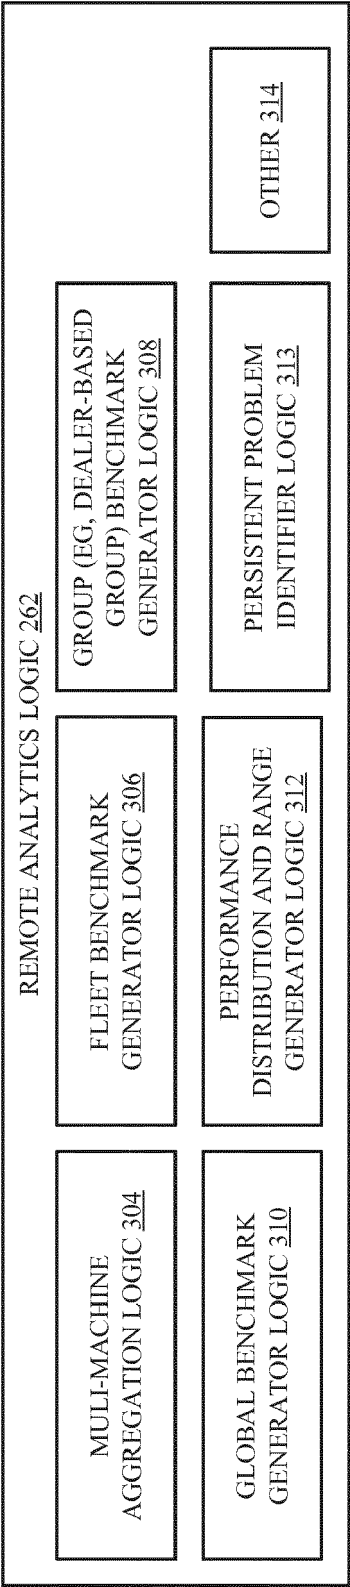 REMOTE ANALYTICS LOGIC 262
MULI-MACHINE
AGGREGATION LOGIC 304
FLEET BENCHMARK
GENERATOR LOGIC 306
GROUP (EG, DEALER-BASED
GROUP) BENCHMARK
GENERATOR LOGIC 308
GLOBAL BENCHMARK
GENERATOR LOGIC 310
PERFORMANCE
DISTRIBUTION AND RANGE
GENERATOR LOGIC 312
PERSISTENT PROBLEM
IDENTIFIER LOGIC 313
OTHER 314